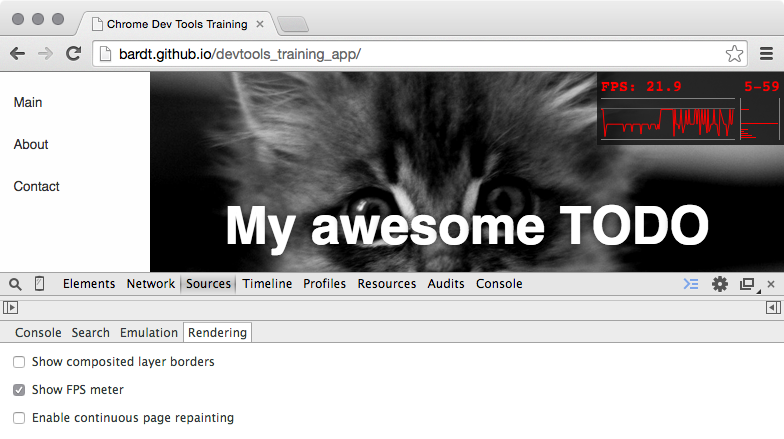 Chrome Dev Tools Training
bardt.github.io/devtools_training_app/
FPS: 21.9 5-59
Main
About
Contact
My awesome TODO
Elements Network Sources Timeline Profiles Resources Audits Console
Console Search Emulation Rendering
Show composited layer borders
Show FPS meter
Enable continuous page repainting